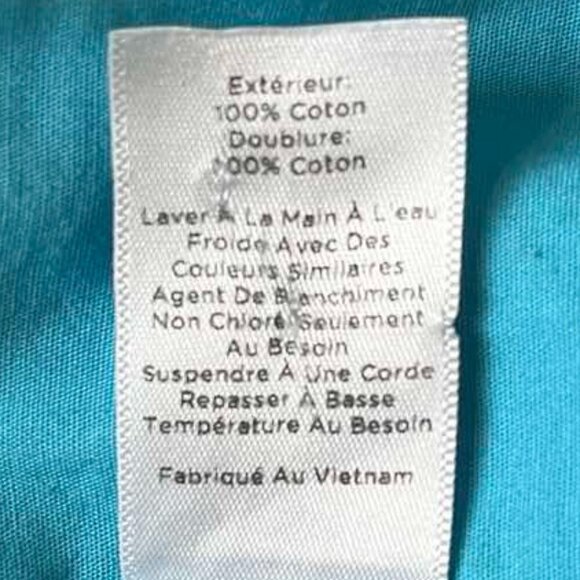 Extérieur:
100% Coton
Doublure:
100% Coton
Laver À La Main À L'eau
Froide Avec Des
Couleurs Similaires
Agent De Blanchiment
Non Chloré Seulement
Au Besoin
Suspendre À Une Corde
Repasser À Basse
Température Au Besoin
Fabriqué Au Vietnam